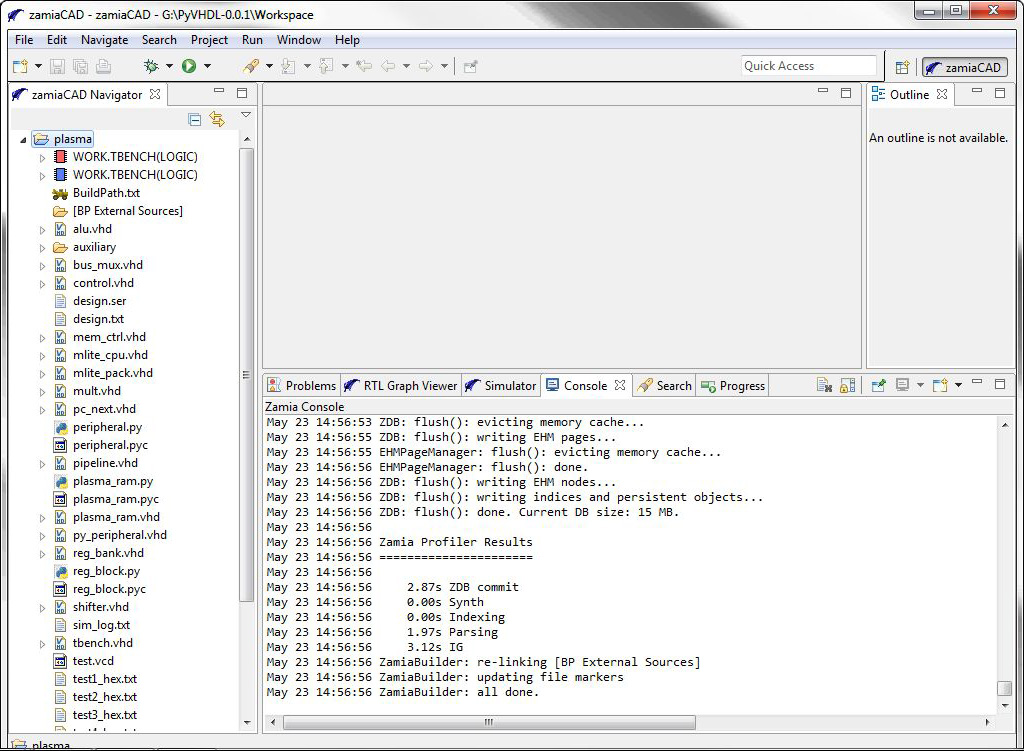 zamiaCAD - zamiaCAD - G:\PyVHDL-0.0.1\Workspace
File Edit Navigate Search Project Run Window Help
Quick Access
zamiaCAD
zamiaCAD Navigator
plasma
WORK.TBENCH(LOGIC)
WORK.TBENCH(LOGIC)
BuildPath.txt
[BP External Sources]
alu.vhd
auxiliary
bus_mux.vhd
control.vhd
design.ser
design.txt
mem_ctrl.vhd
mlite_cpu.vhd
mlite_pack.vhd
mult.vhd
pc_next.vhd
peripheral.py
peripheral.pyc
pipeline.vhd
plasma_ram.py
plasma_ram.pyc
plasma_ram.vhd
py_peripheral.vhd
reg_bank.vhd
reg_block.py
reg_block.pyc
shifter.vhd
sim_log.txt
tbench.vhd
test.vcd
test1_hex.txt
test2_hex.txt
test3_hex.txt
Outline
An outline is not available.
Problems RTL Graph Viewer Simulator Console Search Progress
Zamia Console
May 23 14:56:53 ZDB: flush(): evicting memory cache...
May 23 14:56:55 ZDB: flush(): writing EHM pages...
May 23 14:56:55 EHMPageManager: flush(): evicting memory cache...
May 23 14:56:56 EHMPageManager: flush(): done.
May 23 14:56:56 ZDB: flush(): writing EHM nodes...
May 23 14:56:56 ZDB: flush(): writing indices and persistent objects...
May 23 14:56:56 ZDB: flush(): done. Current DB size: 15 MB.
May 23 14:56:56
May 23 14:56:56 Zamia Profiler Results
May 23 14:56:56 ======================
May 23 14:56:56
May 23 14:56:56 2.87s ZDB commit
May 23 14:56:56 0.00s Synth
May 23 14:56:56 0.00s Indexing
May 23 14:56:56 1.97s Parsing
May 23 14:56:56 3.12s IG
May 23 14:56:56 ZamiaBuilder: re-linking [BP External Sources]
May 23 14:56:56 ZamiaBuilder: updating file markers
May 23 14:56:56 ZamiaBuilder: all done.
plasma